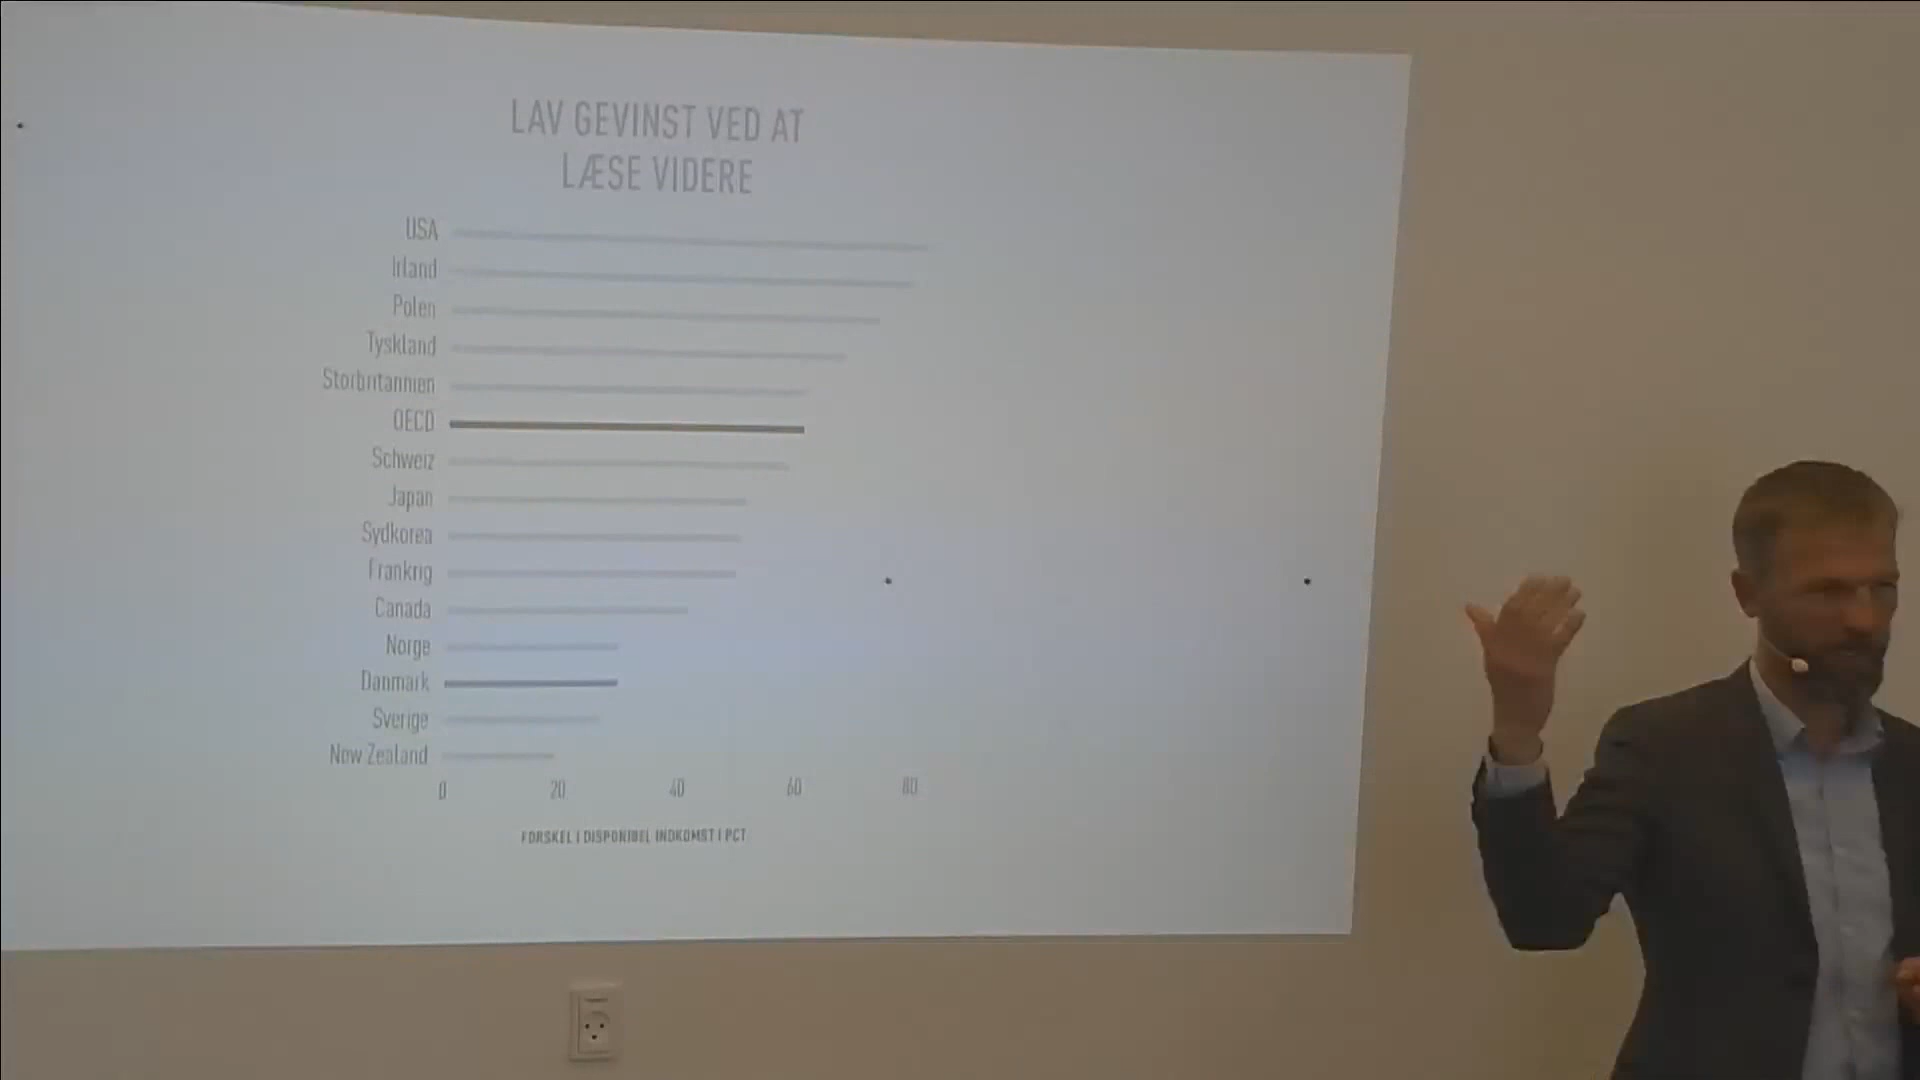 LAV GEVINST VED AT
LÆSE VIDERE
USA
Irland
Polen
Tyskland
Storbritannien
OECD
Schweiz
Japan
Sydkorea
Frankrig
Canada
Norge
Danmark
Sverige
New Zealand
0 20 40 60 80
FORSKEL I DISPONIBEL INDKOMST I PCT